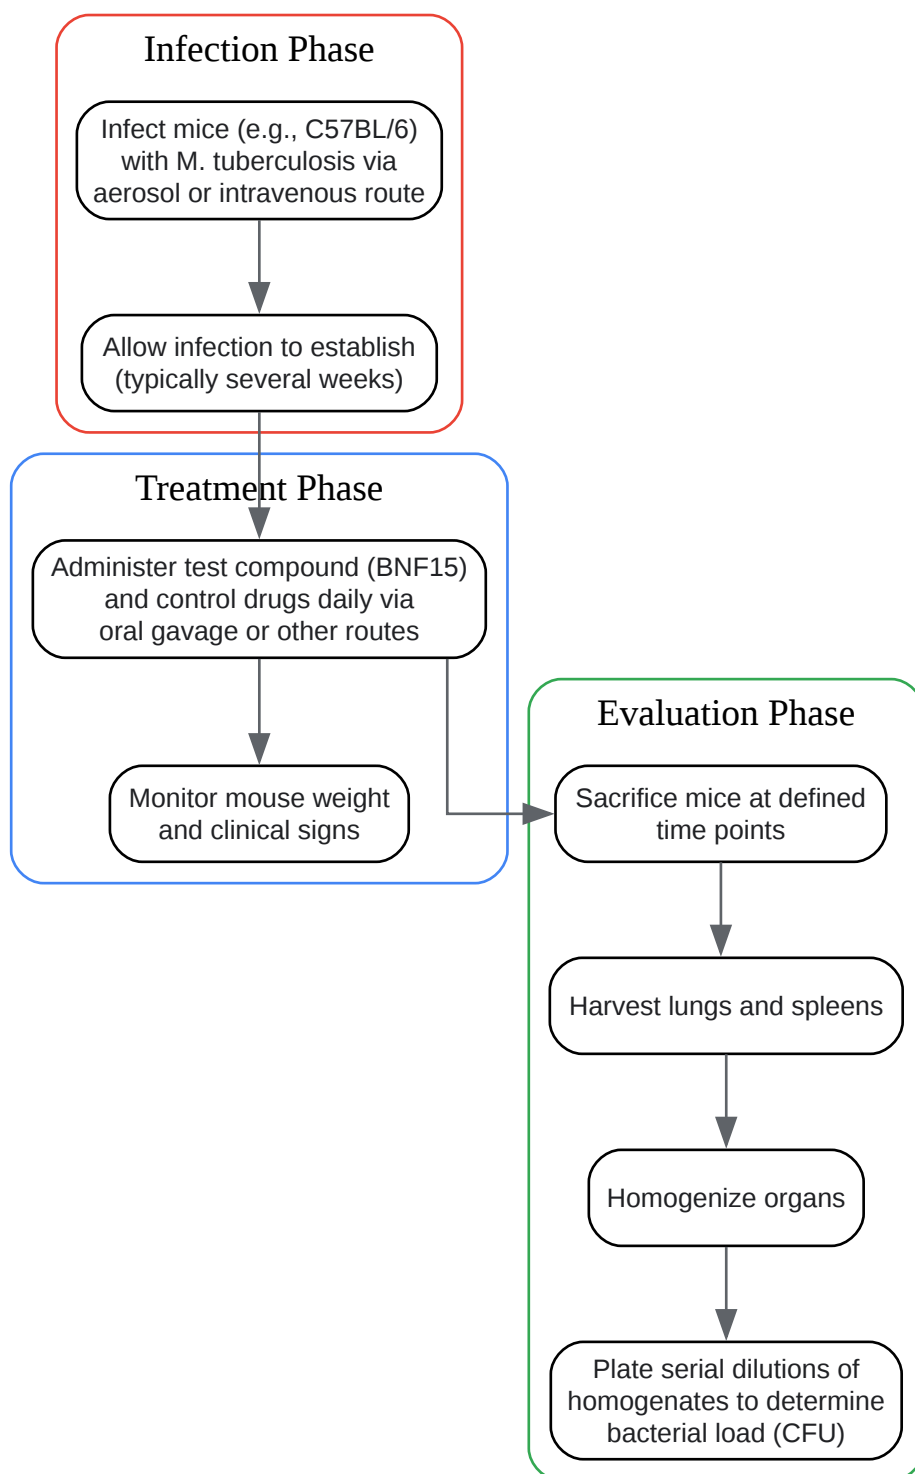 Infection Phase
Infect mice (e.g., C57BL/6)
with M. tuberculosis via
aerosol or intravenous route
Allow infection to establish
(typically several weeks)
Treatment Phase
Administer test compound (BNF15)
and control drugs daily via
oral gavage or other routes
Monitor mouse weight
and clinical signs
Evaluation Phase
Sacrifice mice at defined
time points
Harvest lungs and spleens
Homogenize organs
Plate serial dilutions of
homogenates to determine
bacterial load (CFU)